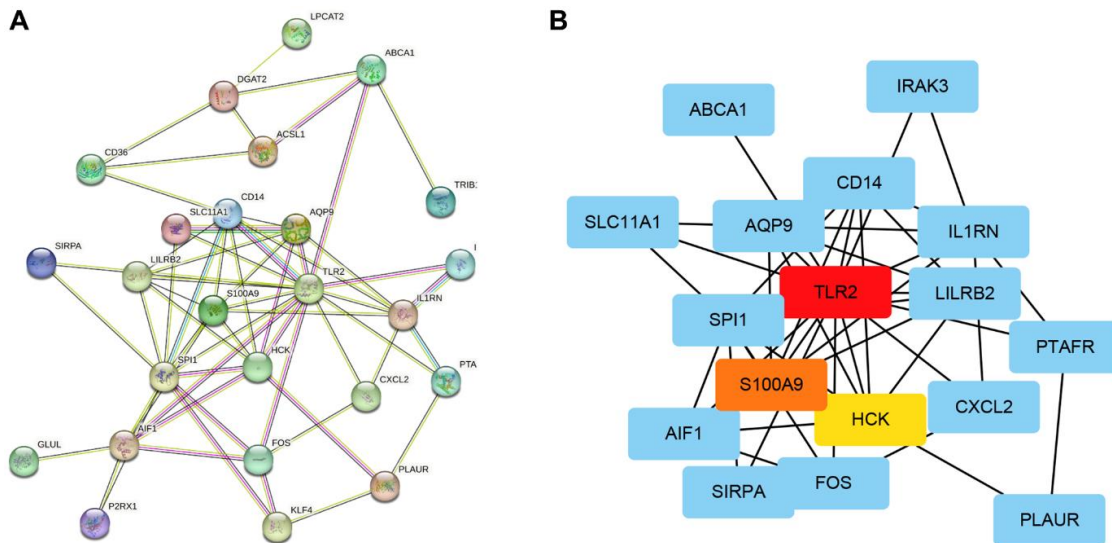 A
LPCAT2
ABCA1
DGAT2
ACSL1
CD36
TRIB1
CD14
SLC11A1
AQP9
SIRPA
LILRB2
TLR2
S100A9
IL1RN
SPI1
HCK
CXCL2
PTA
AIF1
GLUL
FOS
PLAUR
P2RX1
KLF4
B
IRAK3
ABCA1
CD14
SLC11A1
AQP9
IL1RN
TLR2
LILRB2
SPI1
PTAFR
S100A9
HCK
CXCL2
AIF1
SIRPA
FOS
PLAUR